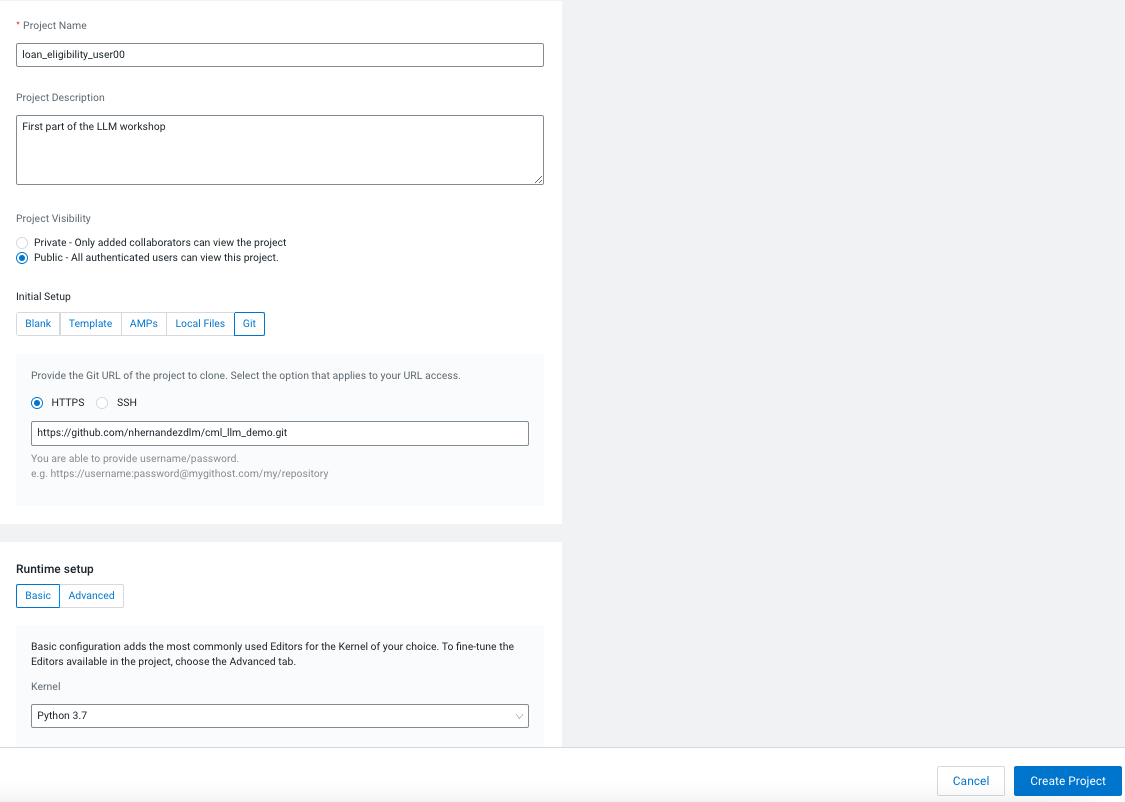 * Project Name
loan_eligibility_user00
Project Description
First part of the LLM workshop
Project Visibility
Private - Only added collaborators can view the project
Public - All authenticated users can view this project.
Initial Setup
Blank Template AMPs Local Files Git
Provide the Git URL of the project to clone. Select the option that applies to your URL access.
HTTPS SSH
https://github.com/nhernandezdlm/cml_llm_demo.git
You are able to provide username/password.
e.g. https://username:password@mygithost.com/my/repository
Runtime setup
Basic Advanced
Basic configuration adds the most commonly used Editors for the Kernel of your choice. To fine-tune the
Editors available in the project, choose the Advanced tab.
Kernel
Python 3.7
Cancel Create Project